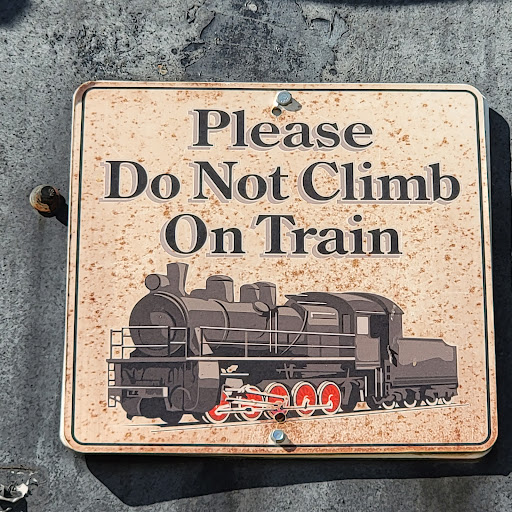 Please
Do Not Climb
On Train